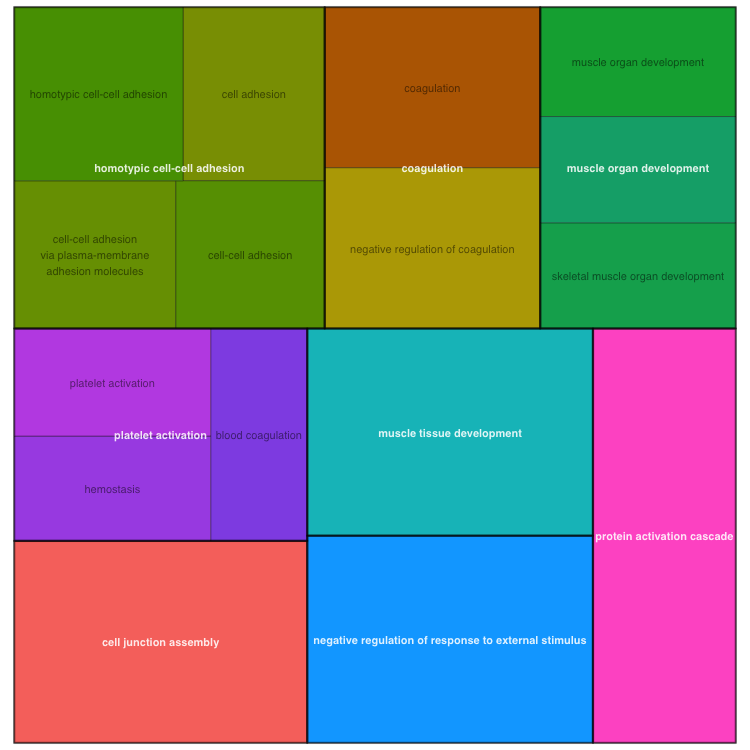 homotypic cell-cell adhesion
cell adhesion
homotypic cell-cell adhesion
cell-cell adhesion
via plasma-membrane
adhesion molecules
cell-cell adhesion
coagulation
coagulation
negative regulation of coagulation
muscle organ development
muscle organ development
skeletal muscle organ development
platelet activation
platelet activation
blood coagulation
hemostasis
muscle tissue development
protein activation cascade
cell junction assembly
negative regulation of response to external stimulus